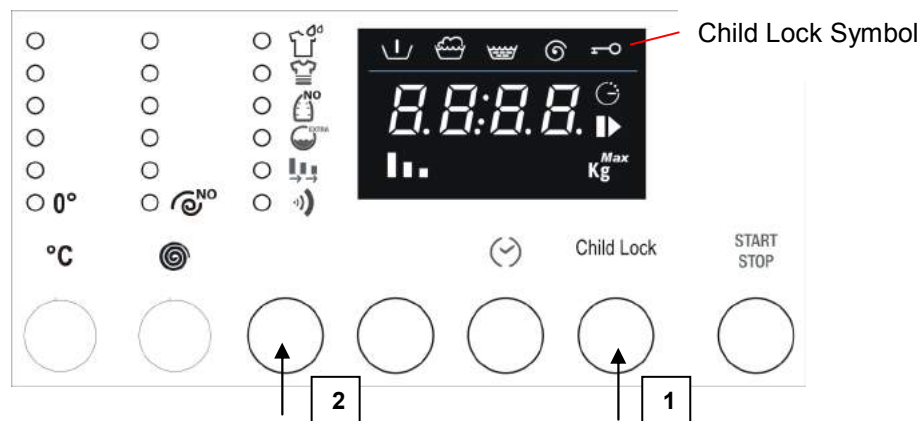 Child Lock Symbol
NO
EXTRA
8.8:8.8.
Max
Kg
0°
NO
°C
Child Lock
START
STOP
2
1